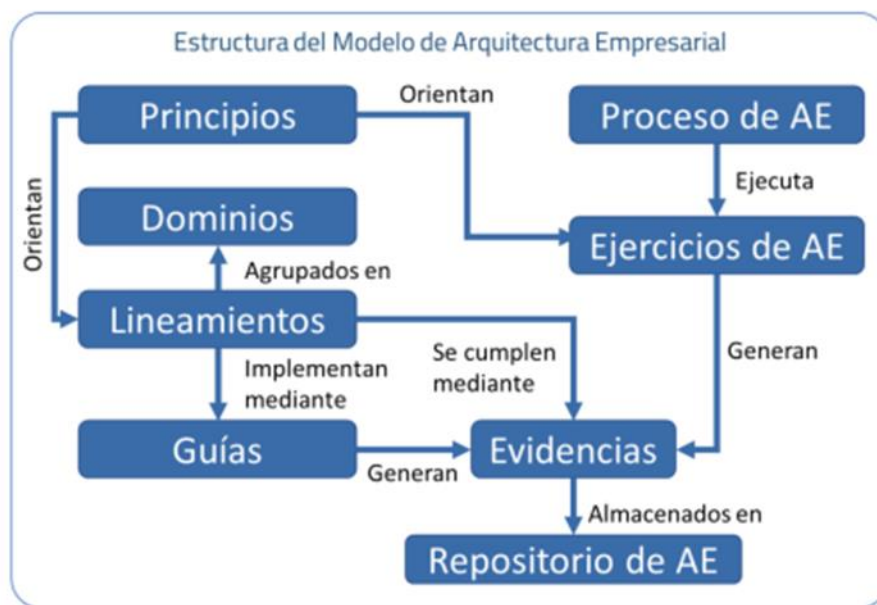 Estructura del Modelo de Arquitectura Empresarial
Principios
Orientan
Proceso de AE
Orientan
Ejecuta
Dominios
Ejercicios de AE
Agrupados en
Lineamientos
Implementan
mediante
Se cumplen
mediante
Generan
Guías
Generan
Evidencias
Almacenados en
Repositorio de AE